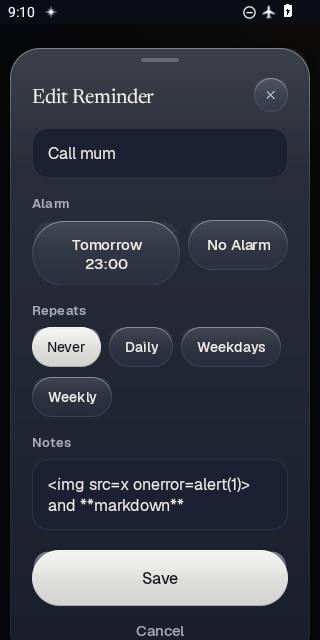 9:10
Edit Reminder
Call mum
Alarm
Tomorrow
23:00
No Alarm
Repeats
Never
Daily
Weekdays
Weekly
Notes
<img src=x onerror=alert(1)>
and **markdown**
Save
Cancel